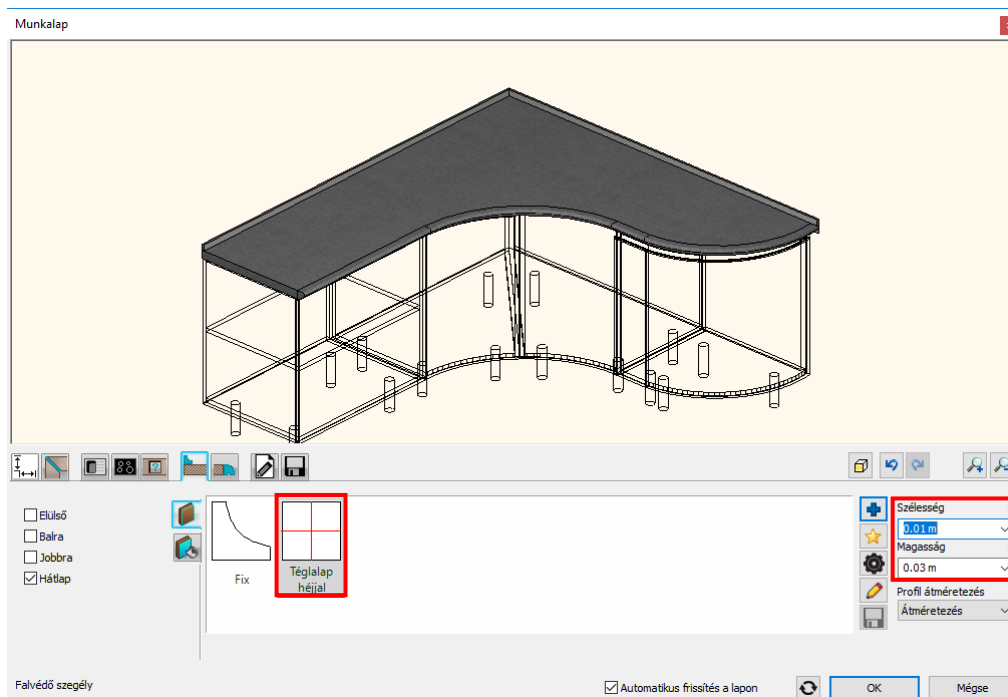 Munkalap
Elülső
Balra
Jobbra
Hátlap
Fix
Téglalap
héjjal
Szélesség
0.01 m
Magasság
0.03 m
Profil átméretezés
Átméretezés
Falvédő szegély
Automatikus frissítés a lapon
OK
Mégse